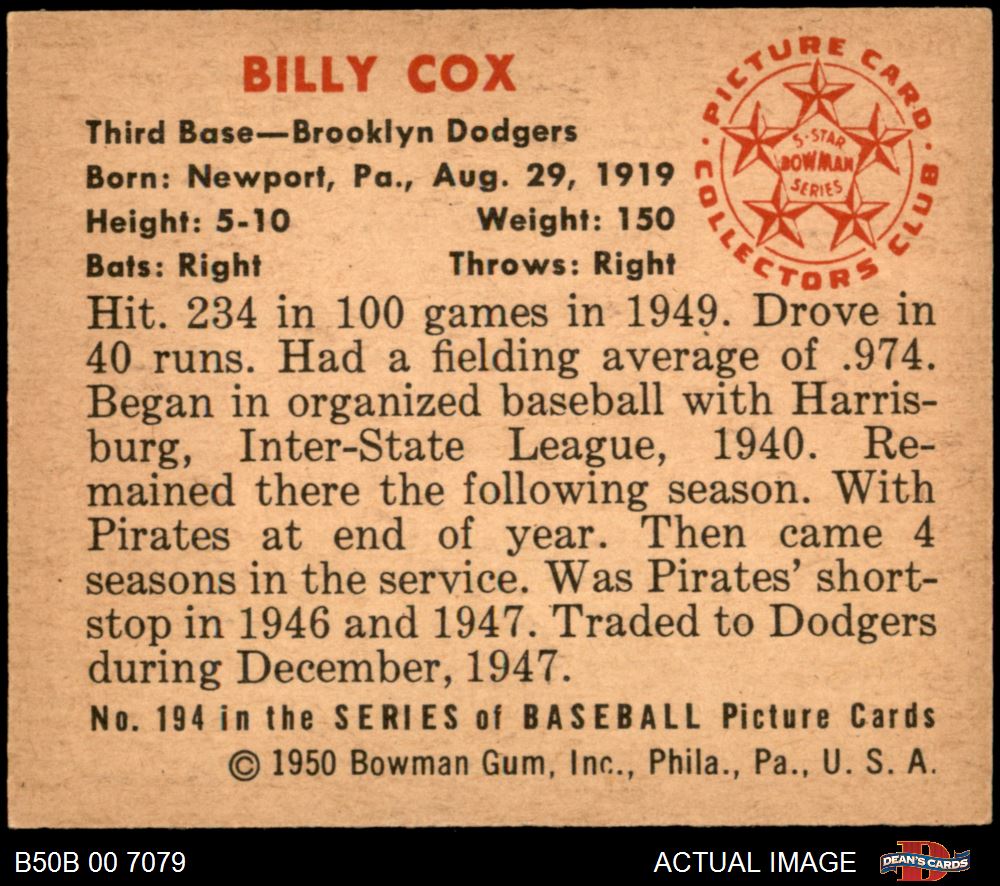 BILLY COX
Third Base—Brooklyn Dodgers
Born: Newport, Pa., Aug. 29, 1919
Height: 5-10 Weight: 150
Bats: Right Throws: Right
PICTURE CARD COLLECTORS CLUB
5-STAR
BOWMAN
SERIES
Hit. 234 in 100 games in 1949. Drove in
40 runs. Had a fielding average of .974.
Began in organized baseball with Harris-
burg, Inter-State League, 1940. Re-
mained there the following season. With
Pirates at end of year. Then came 4
seasons in the service. Was Pirates' short-
stop in 1946 and 1947. Traded to Dodgers
during December, 1947.
No. 194 in the SERIES of BASEBALL Picture Cards
© 1950 Bowman Gum, Inc., Phila., Pa., U. S. A.
B50B 00 7079
ACTUAL IMAGE
DEAN'S CARDS